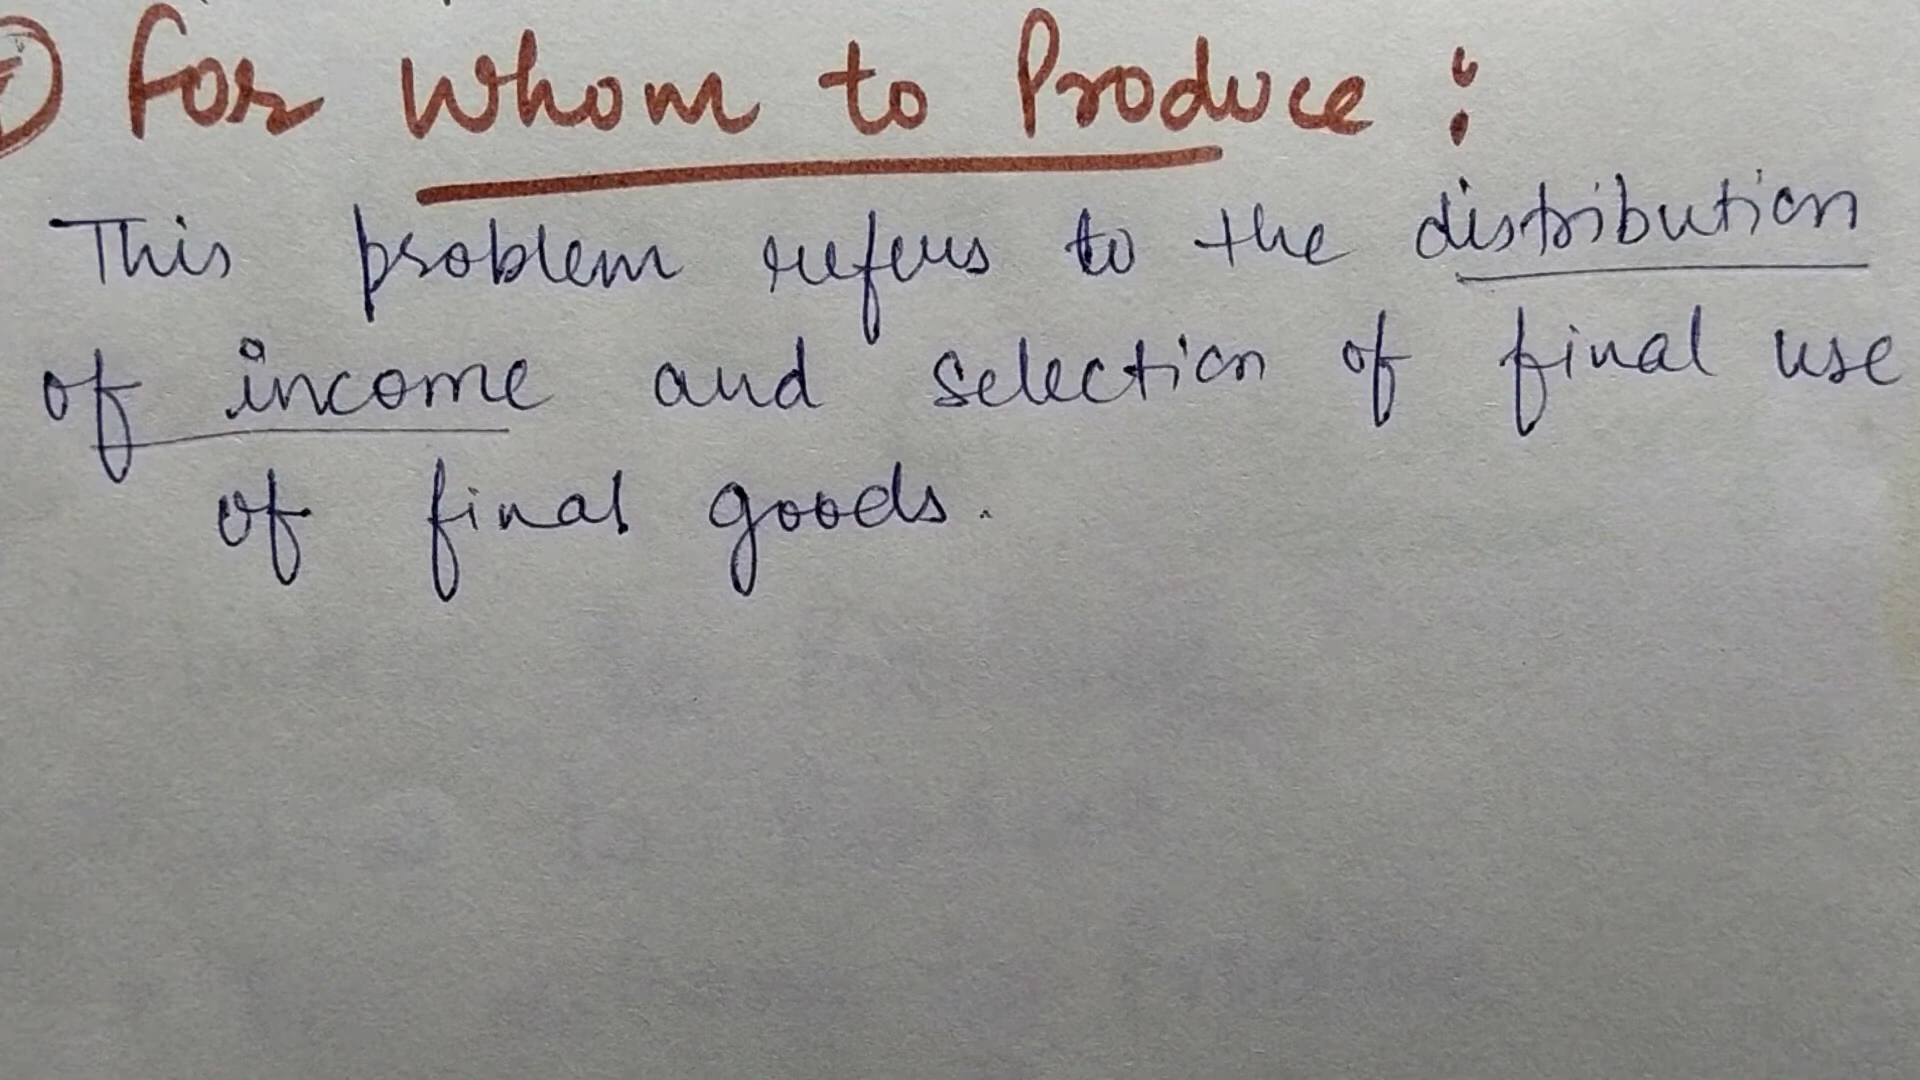 For Whom to Produce :
This problem refers to the distribution
of income and selection of final use
of final goods.